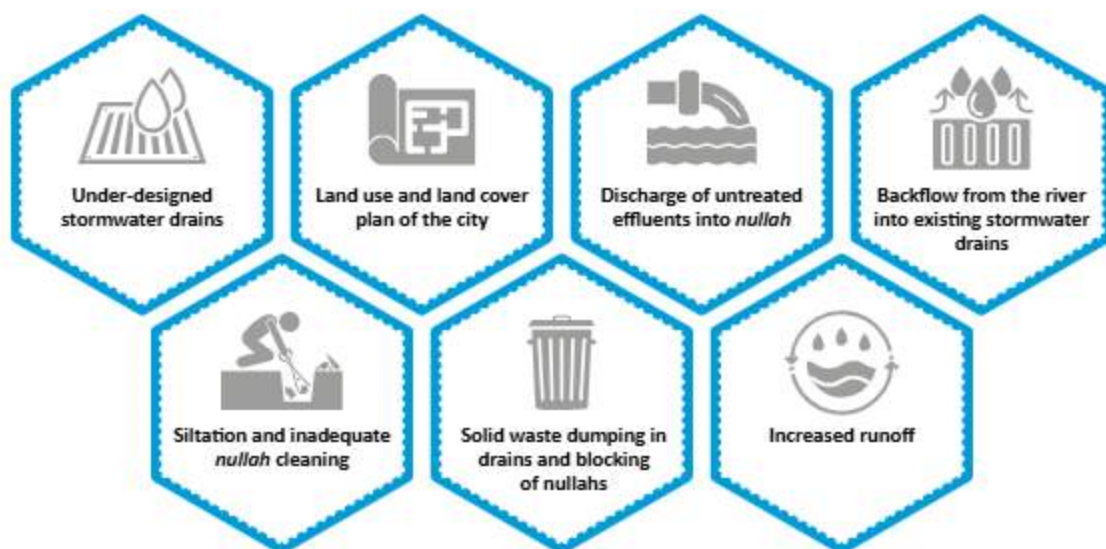 Under-designed
stormwater drains
Land use and land cover
plan of the city
Discharge of untreated
effluents into nullah
Backflow from the river
into existing stormwater
drains
Siltation and inadequate
nullah cleaning
Solid waste dumping in
drains and blocking
of nullahs
Increased runoff